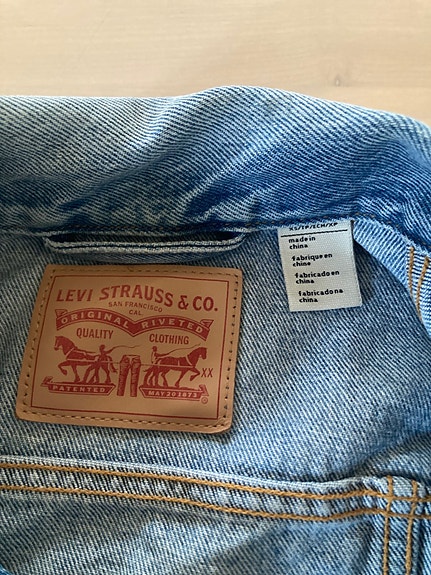 LEVI STRAUSS & CO.
SAN FRANCISCO
CAL
ORIGINAL RIVETED
QUALITY CLOTHING
XX
PATENTED MAY 20 1873
XS/TP/ECH/XP
made in
china
fabriqué en
chine
fabricado en
china
fabricado na
china